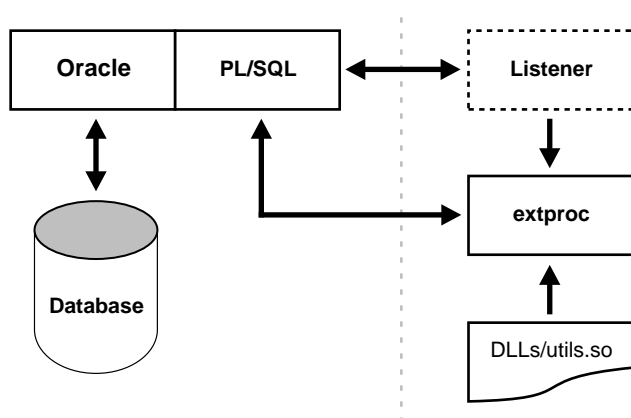 Oracle
PL/SQL
Listener
extproc
Database
DLLs/utils.so